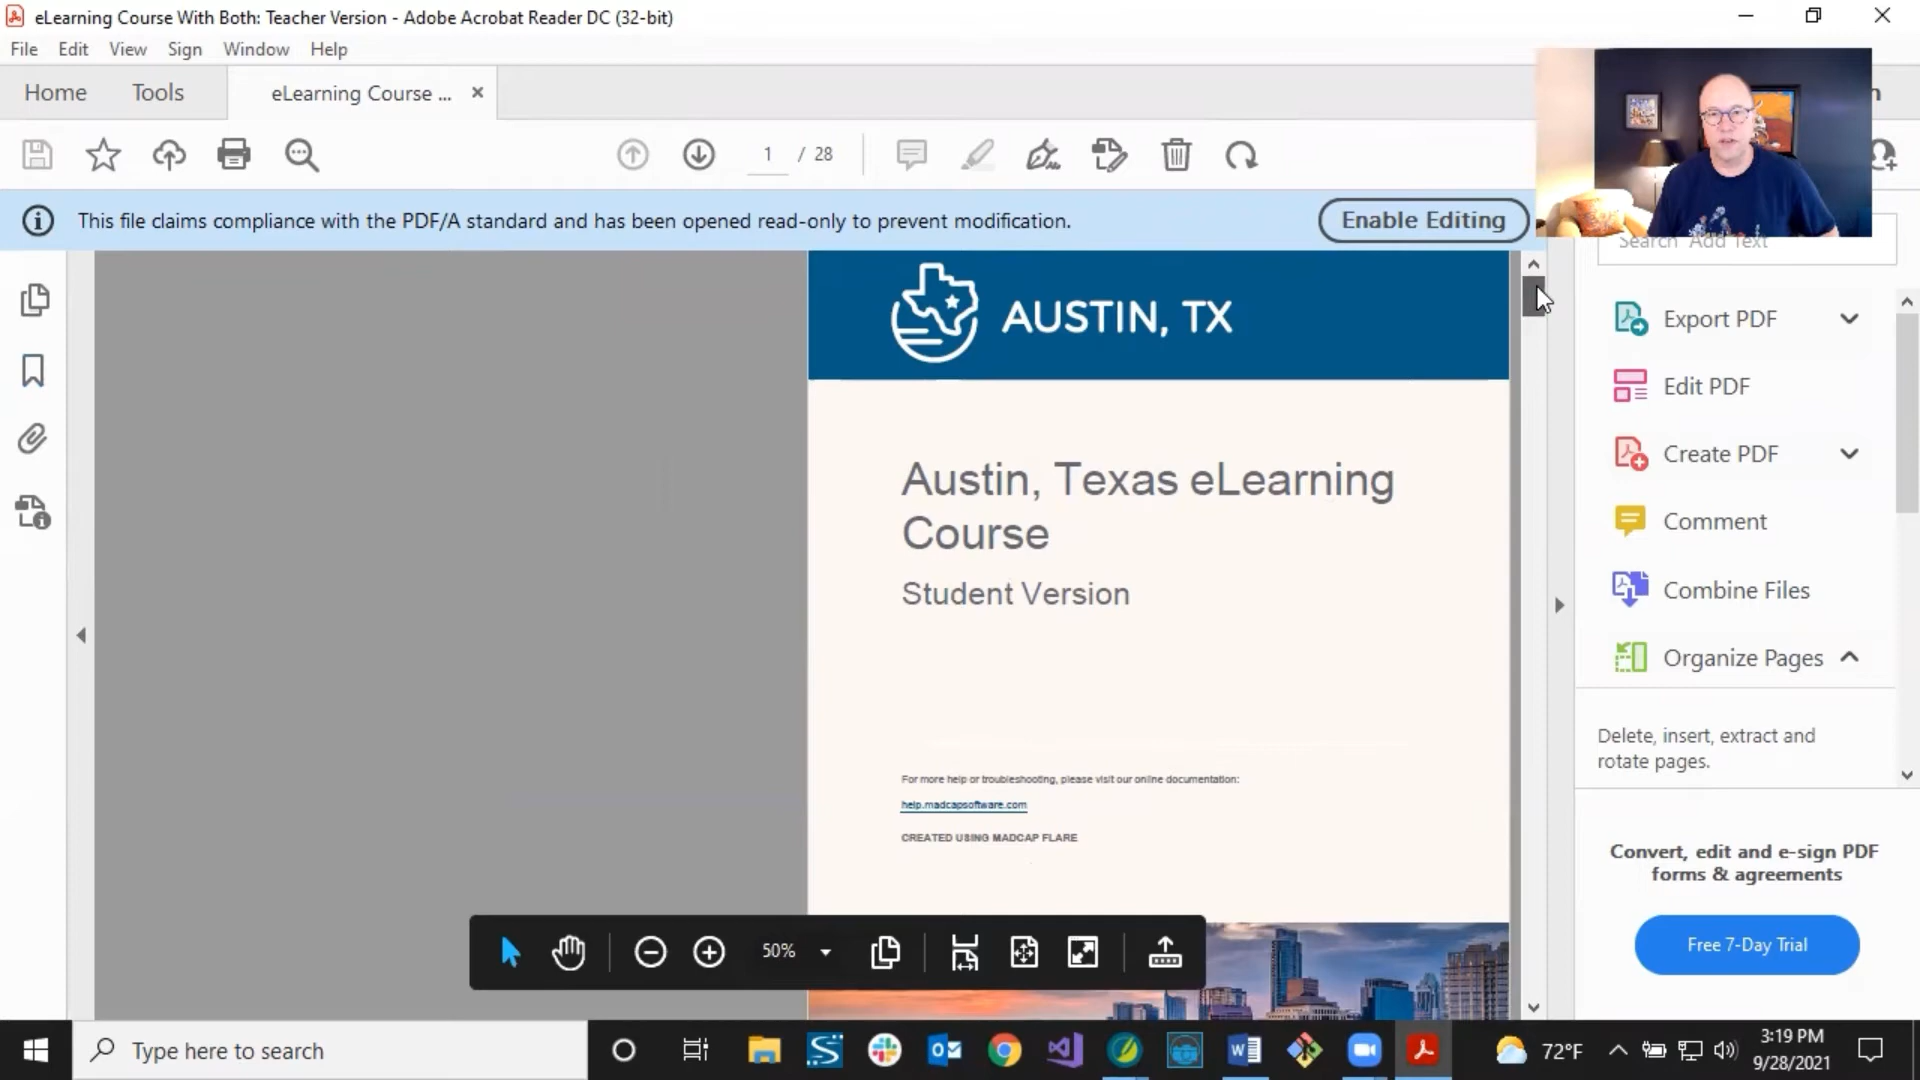 eLearning Course With Both: Teacher Version - Adobe Acrobat Reader DC (32-bit)
File Edit View Sign Window Help
Home Tools eLearning Course ...
1 / 28
This file claims compliance with the PDF/A standard and has been opened read-only to prevent modification.
Enable Editing
Search 'Add Text'
AUSTIN, TX
Austin, Texas eLearning
Course
Student Version
For more help or troubleshooting, please visit our online documentation:
help.madcapsoftware.com
CREATED USING MADCAP FLARE
Export PDF
Edit PDF
Create PDF
Comment
Combine Files
Organize Pages
Delete, insert, extract and
rotate pages.
Convert, edit and e-sign PDF
forms & agreements
Free 7-Day Trial
50%
Type here to search
72°F
3:19 PM
9/28/2021